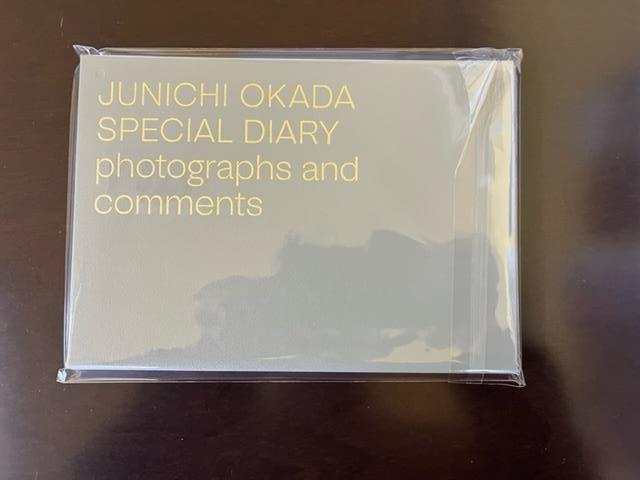 JUNICHI OKADA
SPECIAL DIARY
photographs and
comments